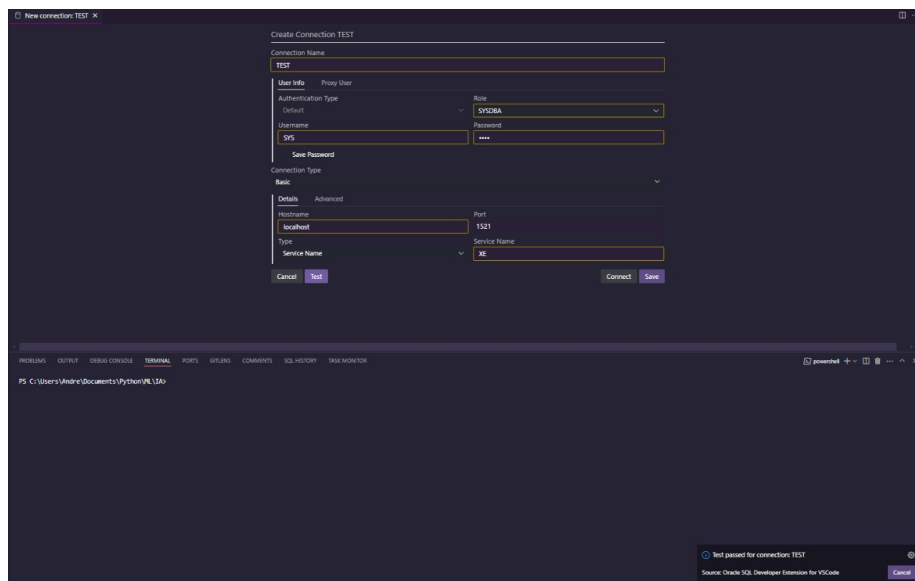 New connection: TEST
Create Connection TEST
Connection Name
TEST
User Info Proxy User
Authentication Type Role
Default SYSDBA
Username Password
SYS ••••
Save Password
Connection Type
Basic
Details Advanced
Hostname Port
localhost 1521
Type Service Name
Service Name XE
Cancel Test Connect Save
PROBLEMS OUTPUT DEBUG CONSOLE TERMINAL PORTS GITLENS COMMENTS SQL HISTORY TASK MONITOR powershell
PS C:\Users\Andre\Documents\Python\ML\IA>
Test passed for connection: TEST
Source: Oracle SQL Developer Extension for VSCode Cancel